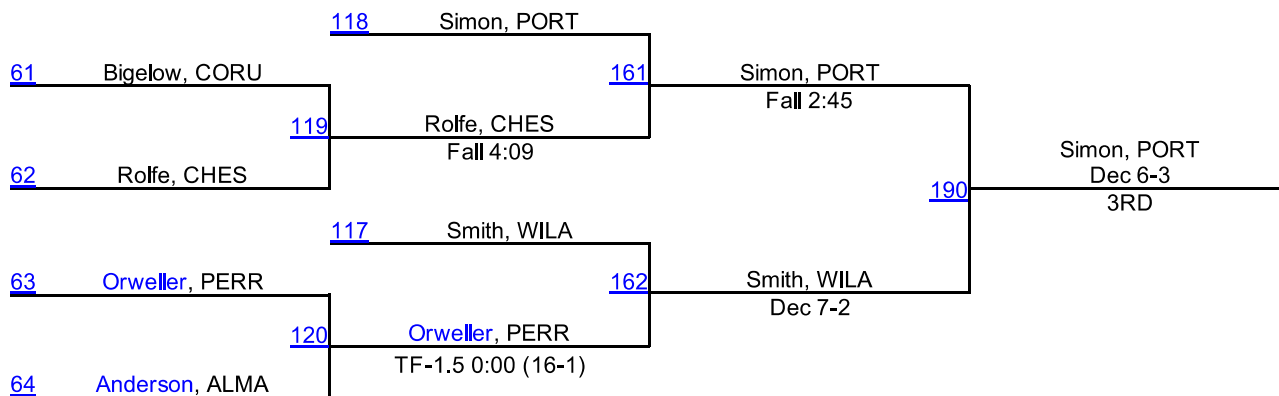 118 Simon, PORT
61 Bigelow, CORU
161 Simon, PORT
Fall 2:45
119 Rolfe, CHES
Fall 4:09
62 Rolfe, CHES
Simon, PORT
Dec 6-3
190
3RD
117 Smith, WILA
63 Orweller, PERR
162 Smith, WILA
Dec 7-2
120 Orweller, PERR
TF-1.5 0:00 (16-1)
64 Anderson, ALMA